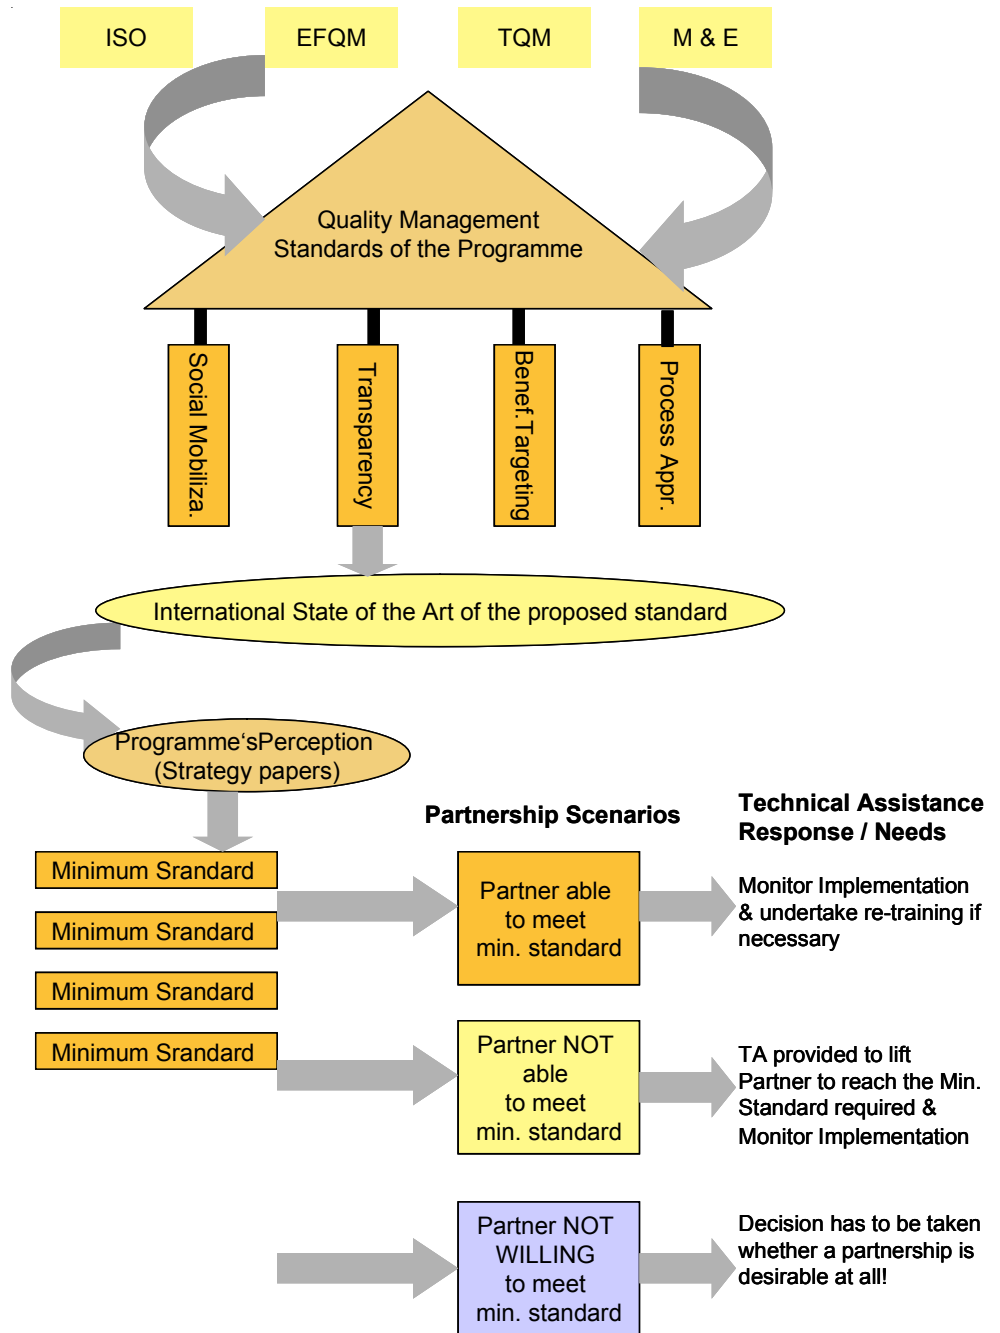 ISO
EFQM
TQM
M & E
Quality Management
Standards of the Programme
Social Mobiliza.
Transparency
Benef.Targeting
Process Appr.
International State of the Art of the proposed standard
Programme‘sPerception
(Strategy papers)
Partnership Scenarios
Technical Assistance
Response / Needs
Minimum Srandard
Minimum Srandard
Minimum Srandard
Minimum Srandard
Partner able
to meet
min. standard
Monitor Implementation
& undertake re-training if
necessary
Partner NOT
able
to meet
min. standard
TA provided to lift
Partner to reach the Min.
Standard required &
Monitor Implementation
Partner NOT
WILLING
to meet
min. standard
Decision has to be taken
whether a partnership is
desirable at all!